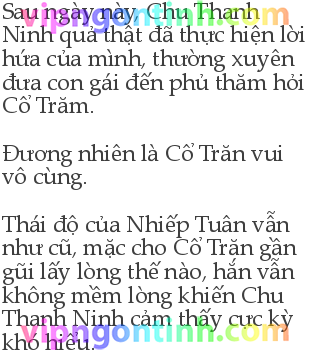 Sau ngày này, Chu Thanh
Ninh quả thật đã thực hiện lời
hứa của mình, thường xuyên
đưa con gái đến phủ thăm hỏi
Cổ Trăm.
Đương nhiên là Cổ Trăn vui
vô cùng.
Thái độ của Nhiếp Tuân vẫn
như cũ, mặc cho Cổ Trăn gần
gũi lấy lòng thế nào, hắn vẫn
không mềm lòng khiến Chu
Thanh Ninh cảm thấy cực kỳ
khó hiểu.
vipngontinh.com
vipngontinh.com
vipngontinh.com